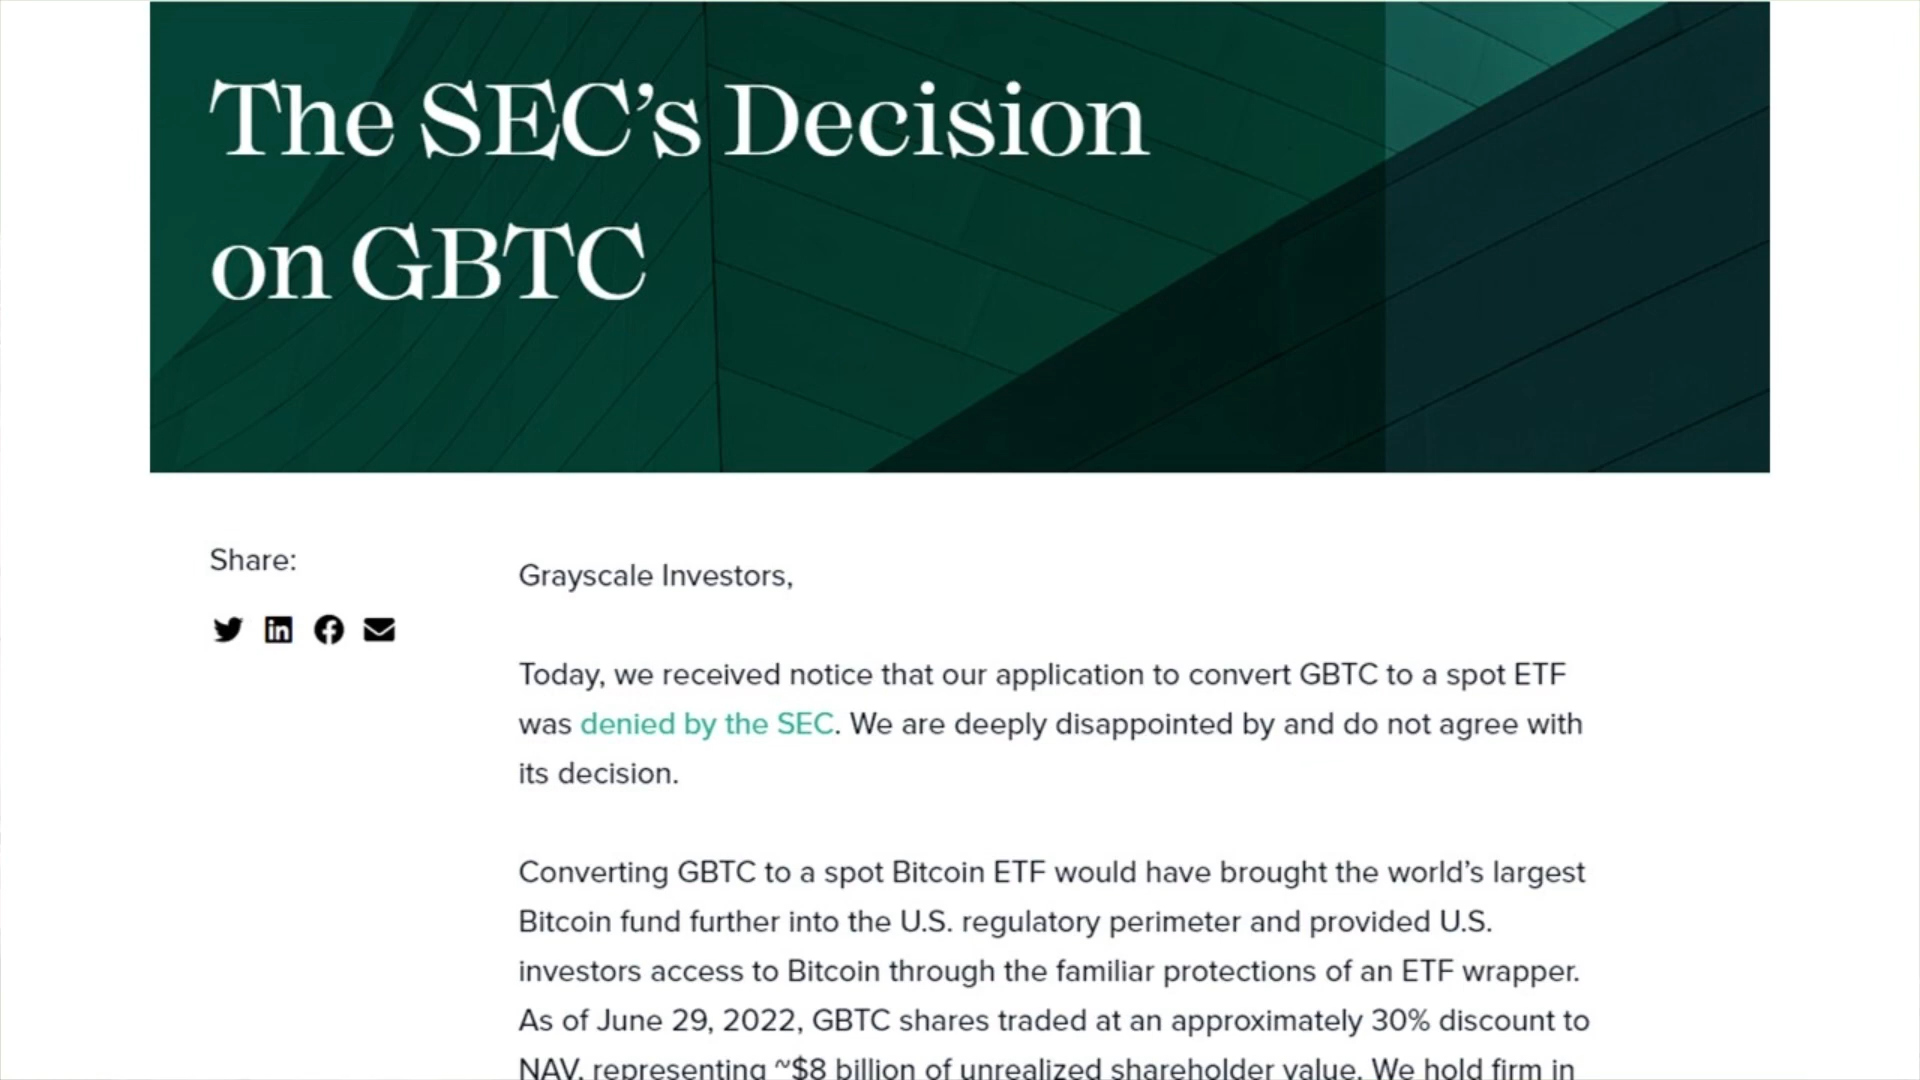 The SEC’s Decision
on GBTC
Share:
Grayscale Investors,
Today, we received notice that our application to convert GBTC to a spot ETF
was denied by the SEC. We are deeply disappointed by and do not agree with
its decision.
Converting GBTC to a spot Bitcoin ETF would have brought the world’s largest
Bitcoin fund further into the U.S. regulatory perimeter and provided U.S.
investors access to Bitcoin through the familiar protections of an ETF wrapper.
As of June 29, 2022, GBTC shares traded at an approximately 30% discount to
NAV, representing ~$8 billion of unrealized shareholder value. We hold firm in